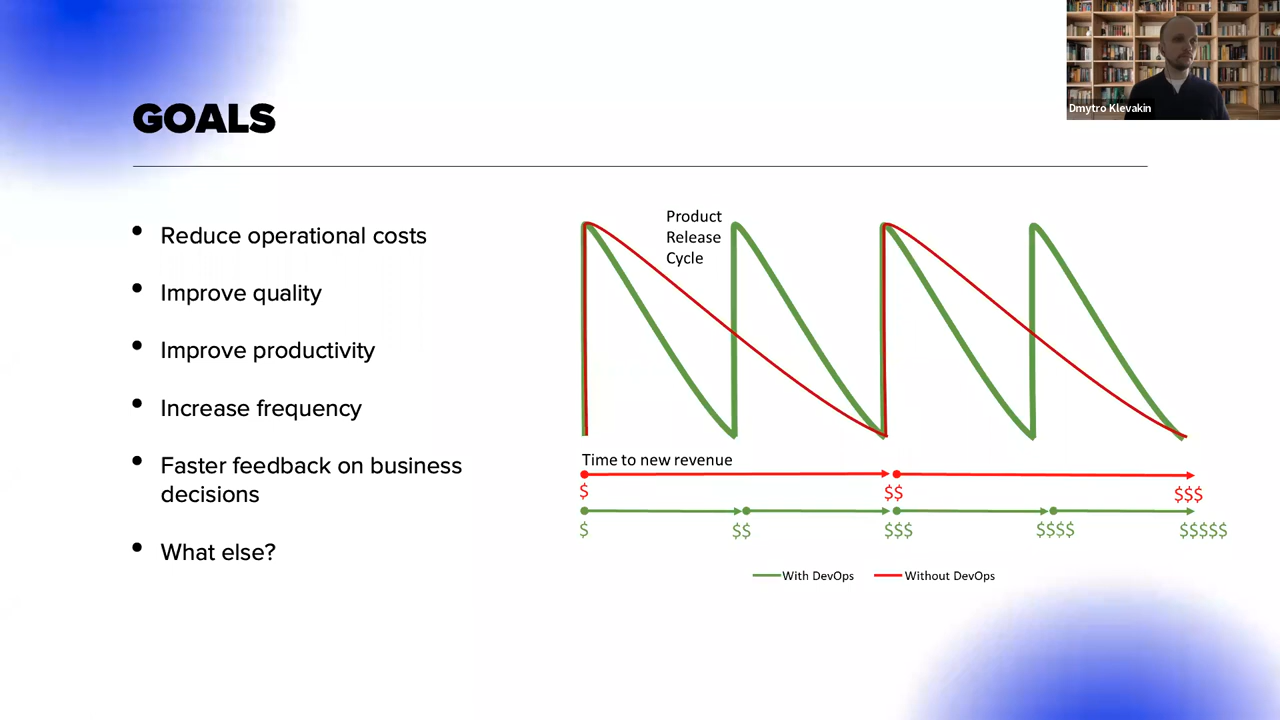 Dmytro Klevakin
GOALS
• Reduce operational costs
• Improve quality
• Improve productivity
• Increase frequency
• Faster feedback on business
decisions
• What else?
Product
Release
Cycle
Time to new revenue
$ $$ $$$
$ $$ $$$ $$$$ $$$$$
With DevOps Without DevOps